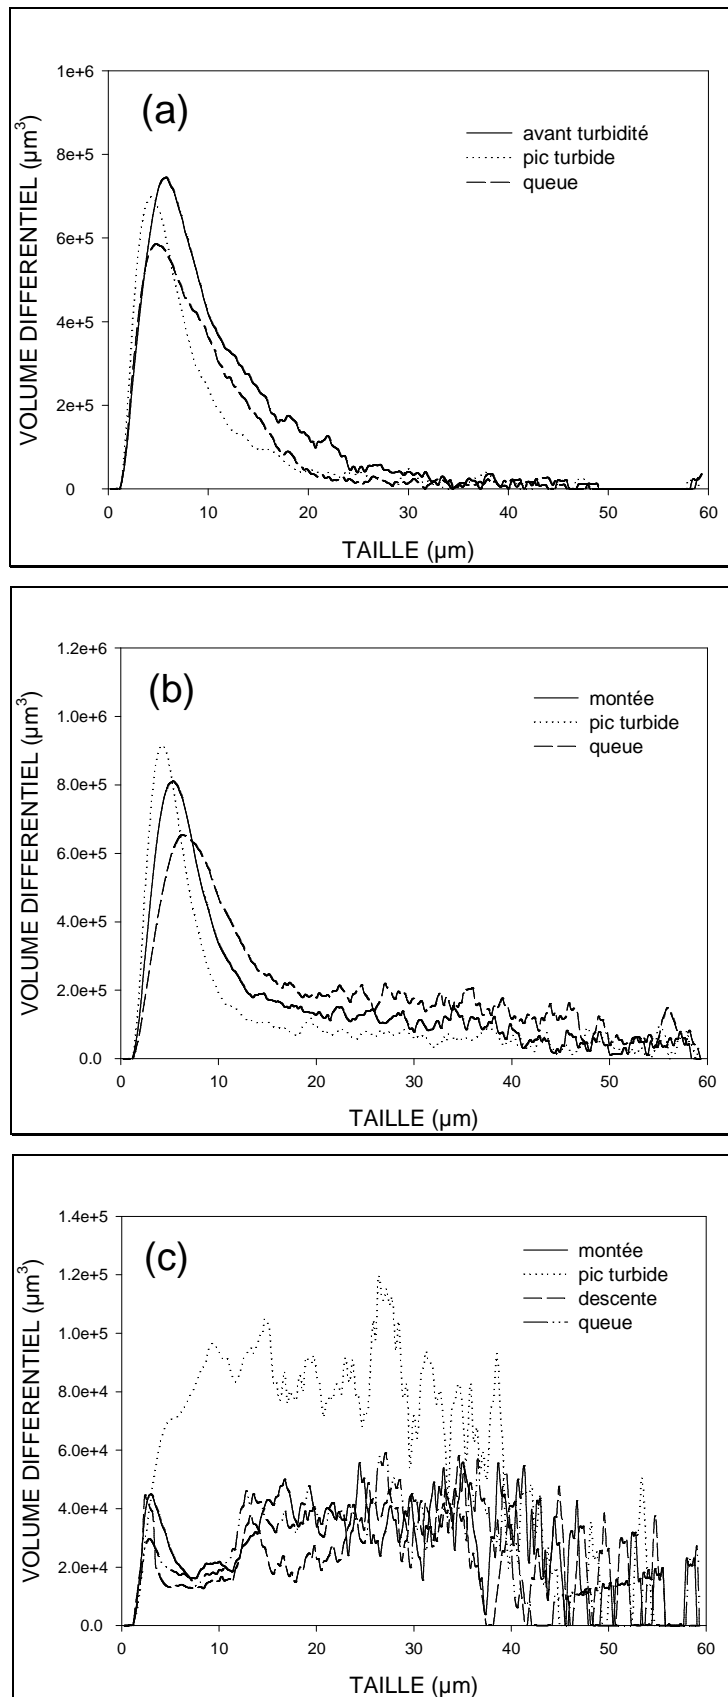 (a)
avant turbidité
pic turbide
queue
VOLUME DIFFERENTIEL (µm³)
1e+6
8e+5
6e+5
4e+5
2e+5
0
0 10 20 30 40 50 60
TAILLE (µm)
(b)
montée
pic turbide
queue
VOLUME DIFFERENTIEL (µm³)
1.2e+6
1.0e+6
8.0e+5
6.0e+5
4.0e+5
2.0e+5
0.0
0 10 20 30 40 50 60
TAILLE (µm)
(c)
montée
pic turbide
descente
queue
VOLUME DIFFERENTIEL (µm³)
1.4e+5
1.2e+5
1.0e+5
8.0e+4
6.0e+4
4.0e+4
2.0e+4
0.0
0 10 20 30 40 50 60
TAILLE (µm)